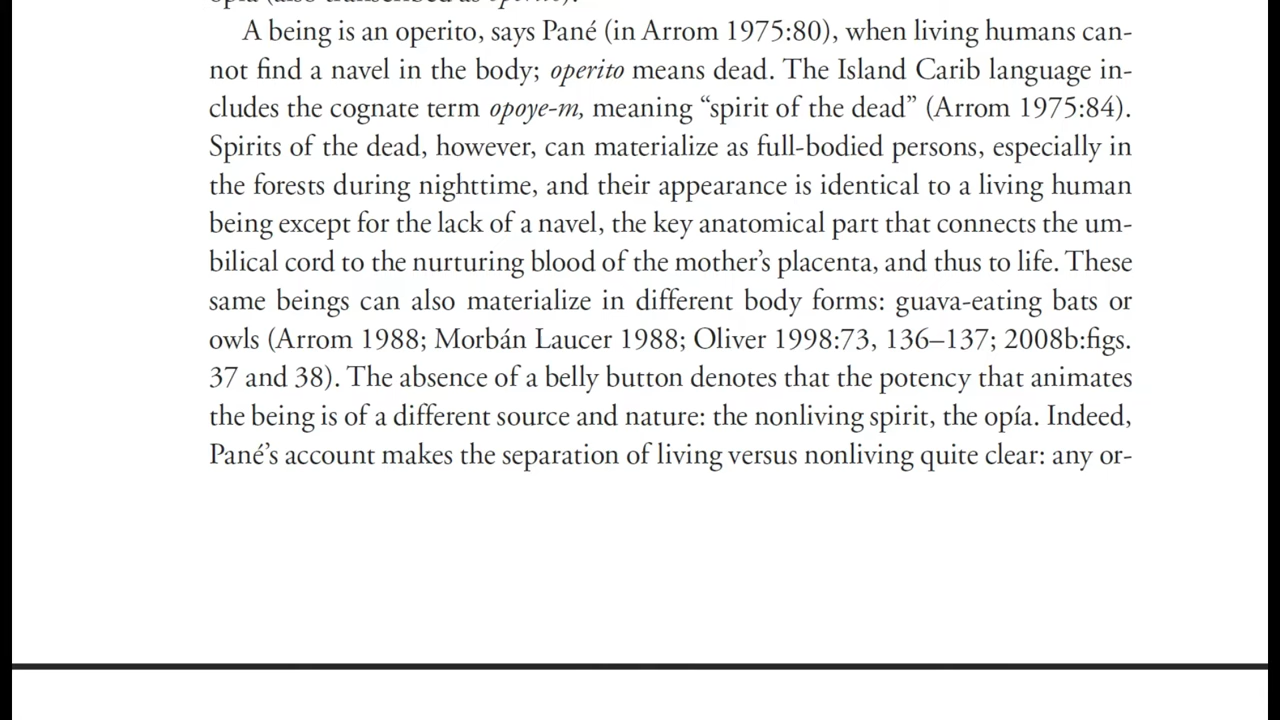 opía (also transcribed as operito).
A being is an operito, says Pané (in Arrom 1975:80), when living humans can-
not find a navel in the body; operito means dead. The Island Carib language in-
cludes the cognate term opoye-m, meaning “spirit of the dead” (Arrom 1975:84).
Spirits of the dead, however, can materialize as full-bodied persons, especially in
the forests during nighttime, and their appearance is identical to a living human
being except for the lack of a navel, the key anatomical part that connects the um-
bilical cord to the nurturing blood of the mother’s placenta, and thus to life. These
same beings can also materialize in different body forms: guava-eating bats or
owls (Arrom 1988; Morbán Laucer 1988; Oliver 1998:73, 136–137; 2008b:figs.
37 and 38). The absence of a belly button denotes that the potency that animates
the being is of a different source and nature: the nonliving spirit, the opía. Indeed,
Pané’s account makes the separation of living versus nonliving quite clear: any or-